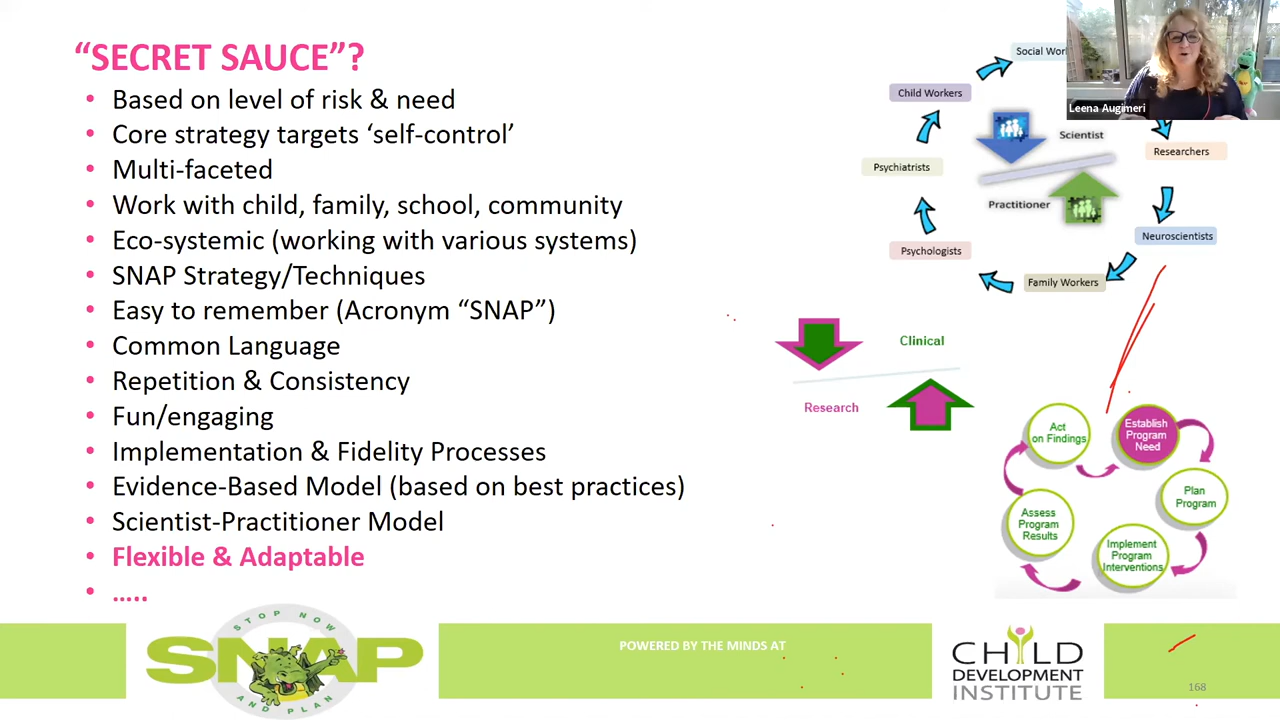 “SECRET SAUCE”?
• Based on level of risk & need
• Core strategy targets ‘self-control’
• Multi-faceted
• Work with child, family, school, community
• Eco-systemic (working with various systems)
• SNAP Strategy/Techniques
• Easy to remember (Acronym “SNAP”)
• Common Language
• Repetition & Consistency
• Fun/engaging
• Implementation & Fidelity Processes
• Evidence-Based Model (based on best practices)
• Scientist-Practitioner Model
• Flexible & Adaptable
• …..
Social
Child Workers
Leena Augimeri
Scientist
Researchers
Psychiatrists
Practitioner
Neuroscientists
Psychologists
Family Workers
Clinical
Research
Act
on Findings
Establish
Program
Need
Plan
Program
Implement
Program
Interventions
Assess
Program
Results
STOP NOW
SNAP
AND PLAN
POWERED BY THE MINDS AT
CHILD
DEVELOPMENT
INSTITUTE
168